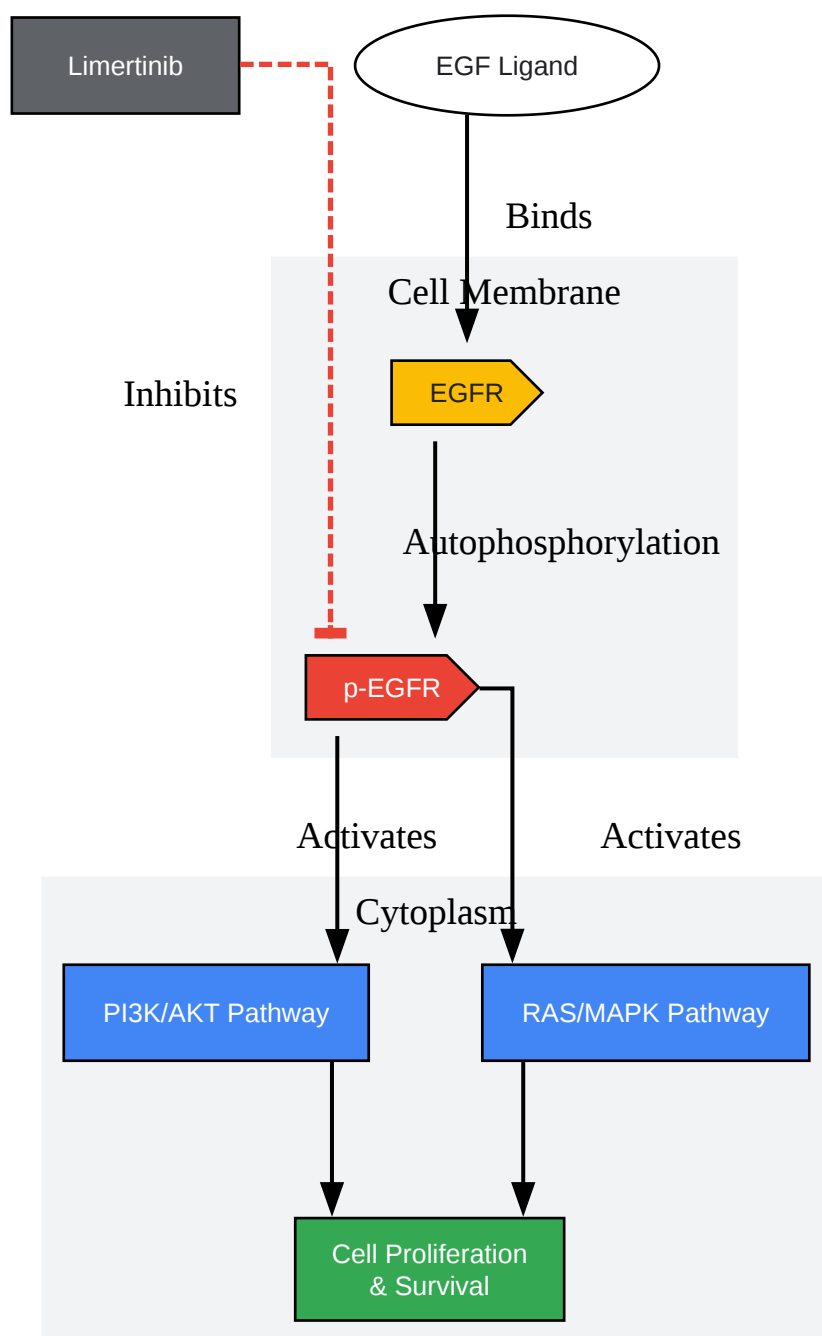 Limertinib
EGF Ligand
Binds
Cell Membrane
Inhibits
EGFR
Autophosphorylation
p-EGFR
Activates
Activates
Cytoplasm
PI3K/AKT Pathway
RAS/MAPK Pathway
Cell Proliferation
& Survival